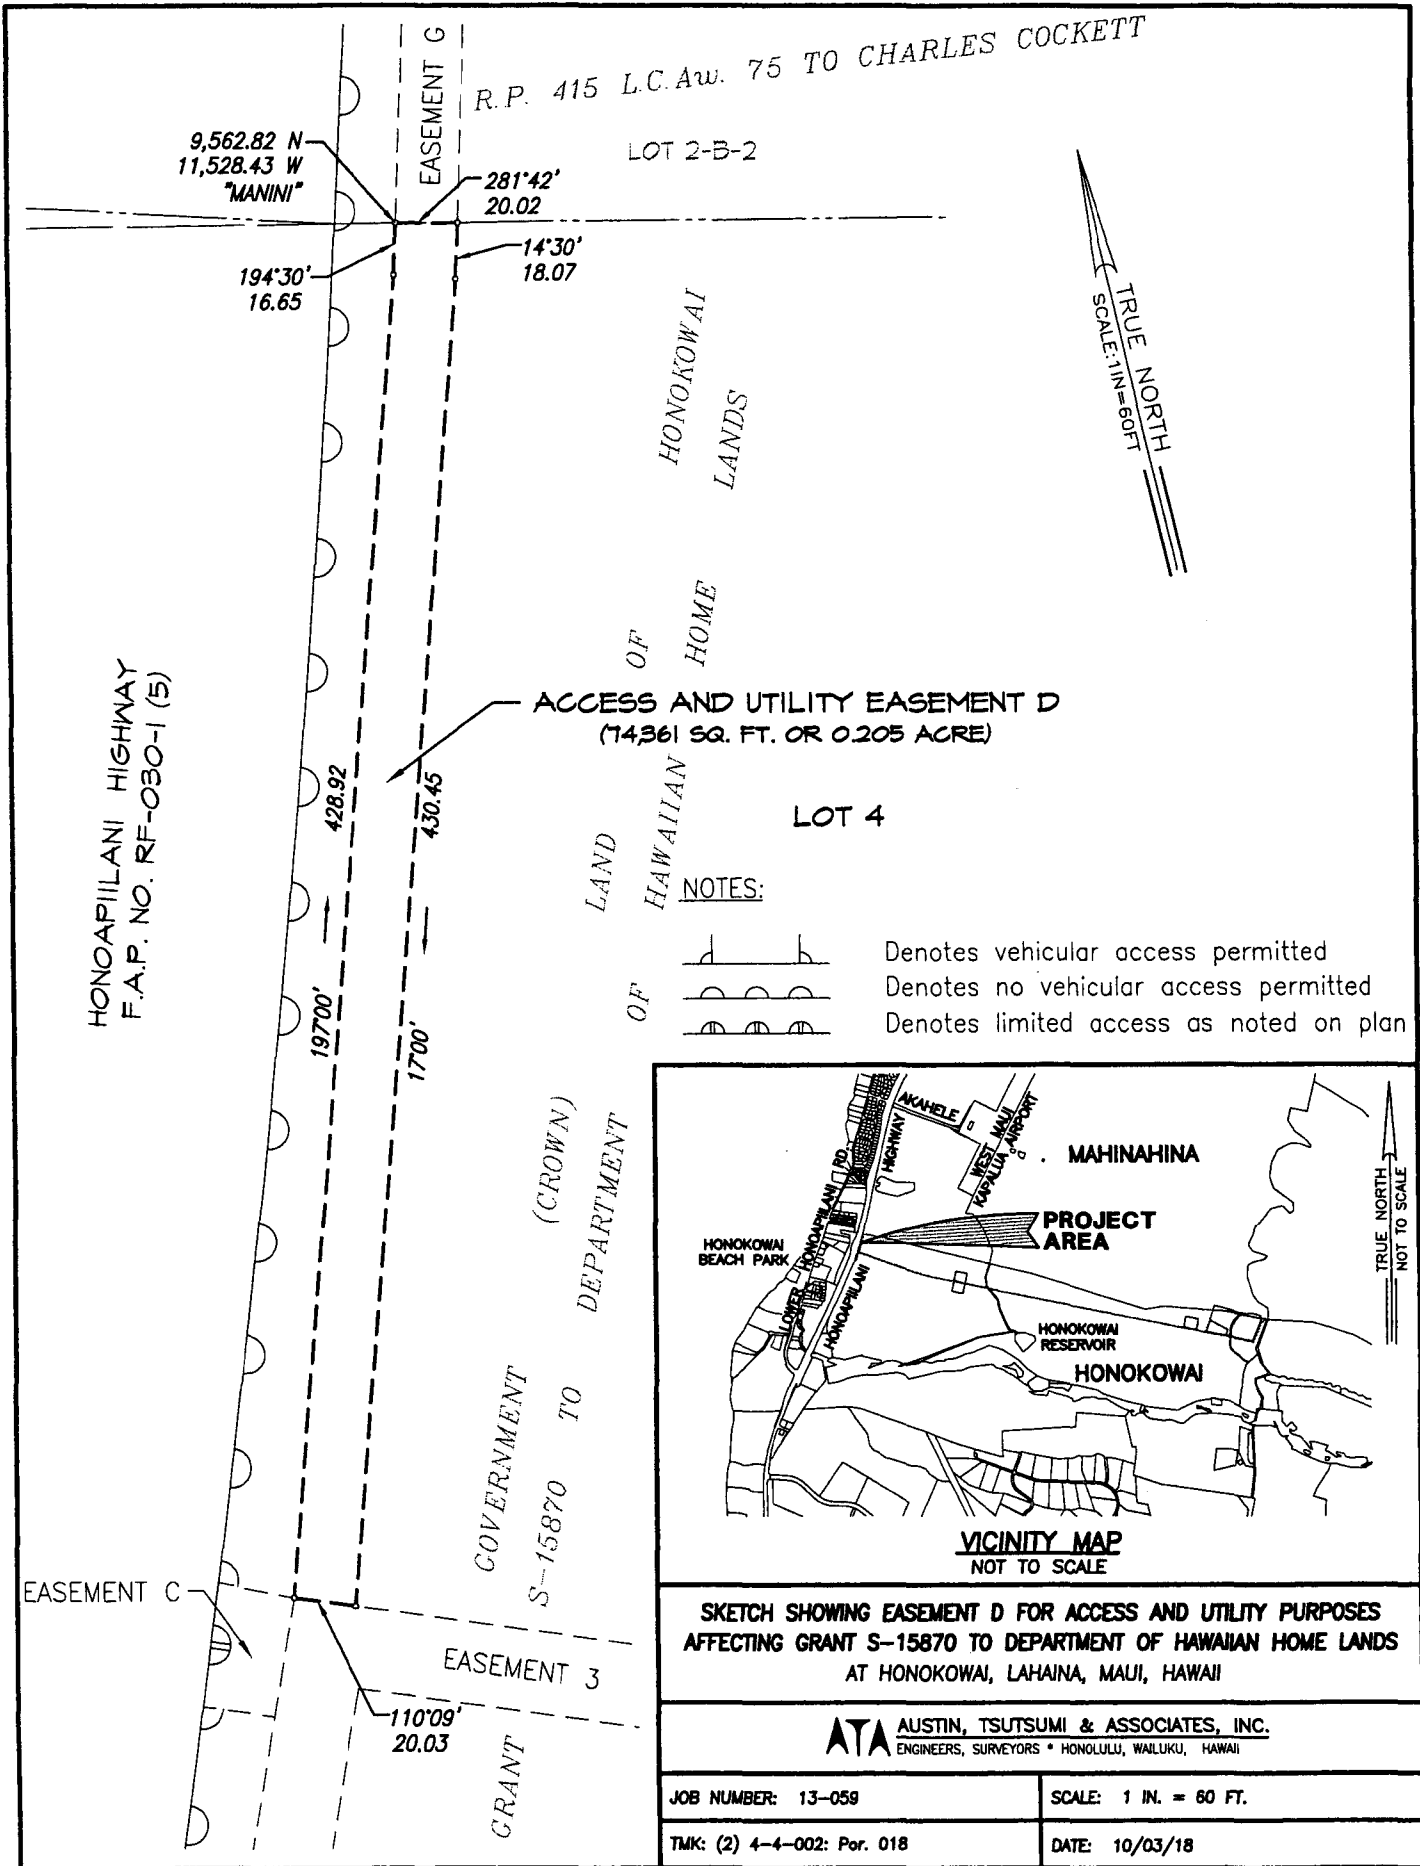 EASEMENT G
R.P. 415 L.C.Aw. 75 TO CHARLES COCKETT
LOT 2-B-2
9,562.82 N
11,528.43 W
"MANINI"
281°42'
20.02
14°30'
18.07
194°30'
16.65
TRUE NORTH
SCALE:1IN=60FT
HONOKOWAI
LANDS
HOME
OF
HAWAIIAN
LAND
OF
(CROWN)
DEPARTMENT
GOVERNMENT
TO
S-15870
GRANT
HONOAPIILANI HIGHWAY
F.A.P. NO. RF-030-1 (5)
ACCESS AND UTILITY EASEMENT D
(74,361 SQ. FT. OR 0.205 ACRE)
428.92
430.45
197°00'
17°00'
LOT 4
NOTES:
Denotes vehicular access permitted
Denotes no vehicular access permitted
Denotes limited access as noted on plan
EASEMENT C
EASEMENT 3
110°09'
20.03
AKAHELE
HIGHWAY
WEST MAUI
KAPALUA AIRPORT
MAHINAHINA
LOWER HONOAPIILANI RD.
HONOAPIILANI
PROJECT
AREA
HONOKOWAI
BEACH PARK
HONOKOWAI
RESERVOIR
HONOKOWAI
TRUE NORTH
NOT TO SCALE
VICINITY MAP
NOT TO SCALE
SKETCH SHOWING EASEMENT D FOR ACCESS AND UTILITY PURPOSES
AFFECTING GRANT S-15870 TO DEPARTMENT OF HAWAIIAN HOME LANDS
AT HONOKOWAI, LAHAINA, MAUI, HAWAII
ATA
AUSTIN, TSUTSUMI & ASSOCIATES, INC.
ENGINEERS, SURVEYORS * HONOLULU, WAILUKU, HAWAII
JOB NUMBER: 13-059
SCALE: 1 IN. = 60 FT.
TMK: (2) 4-4-002: Por. 018
DATE: 10/03/18